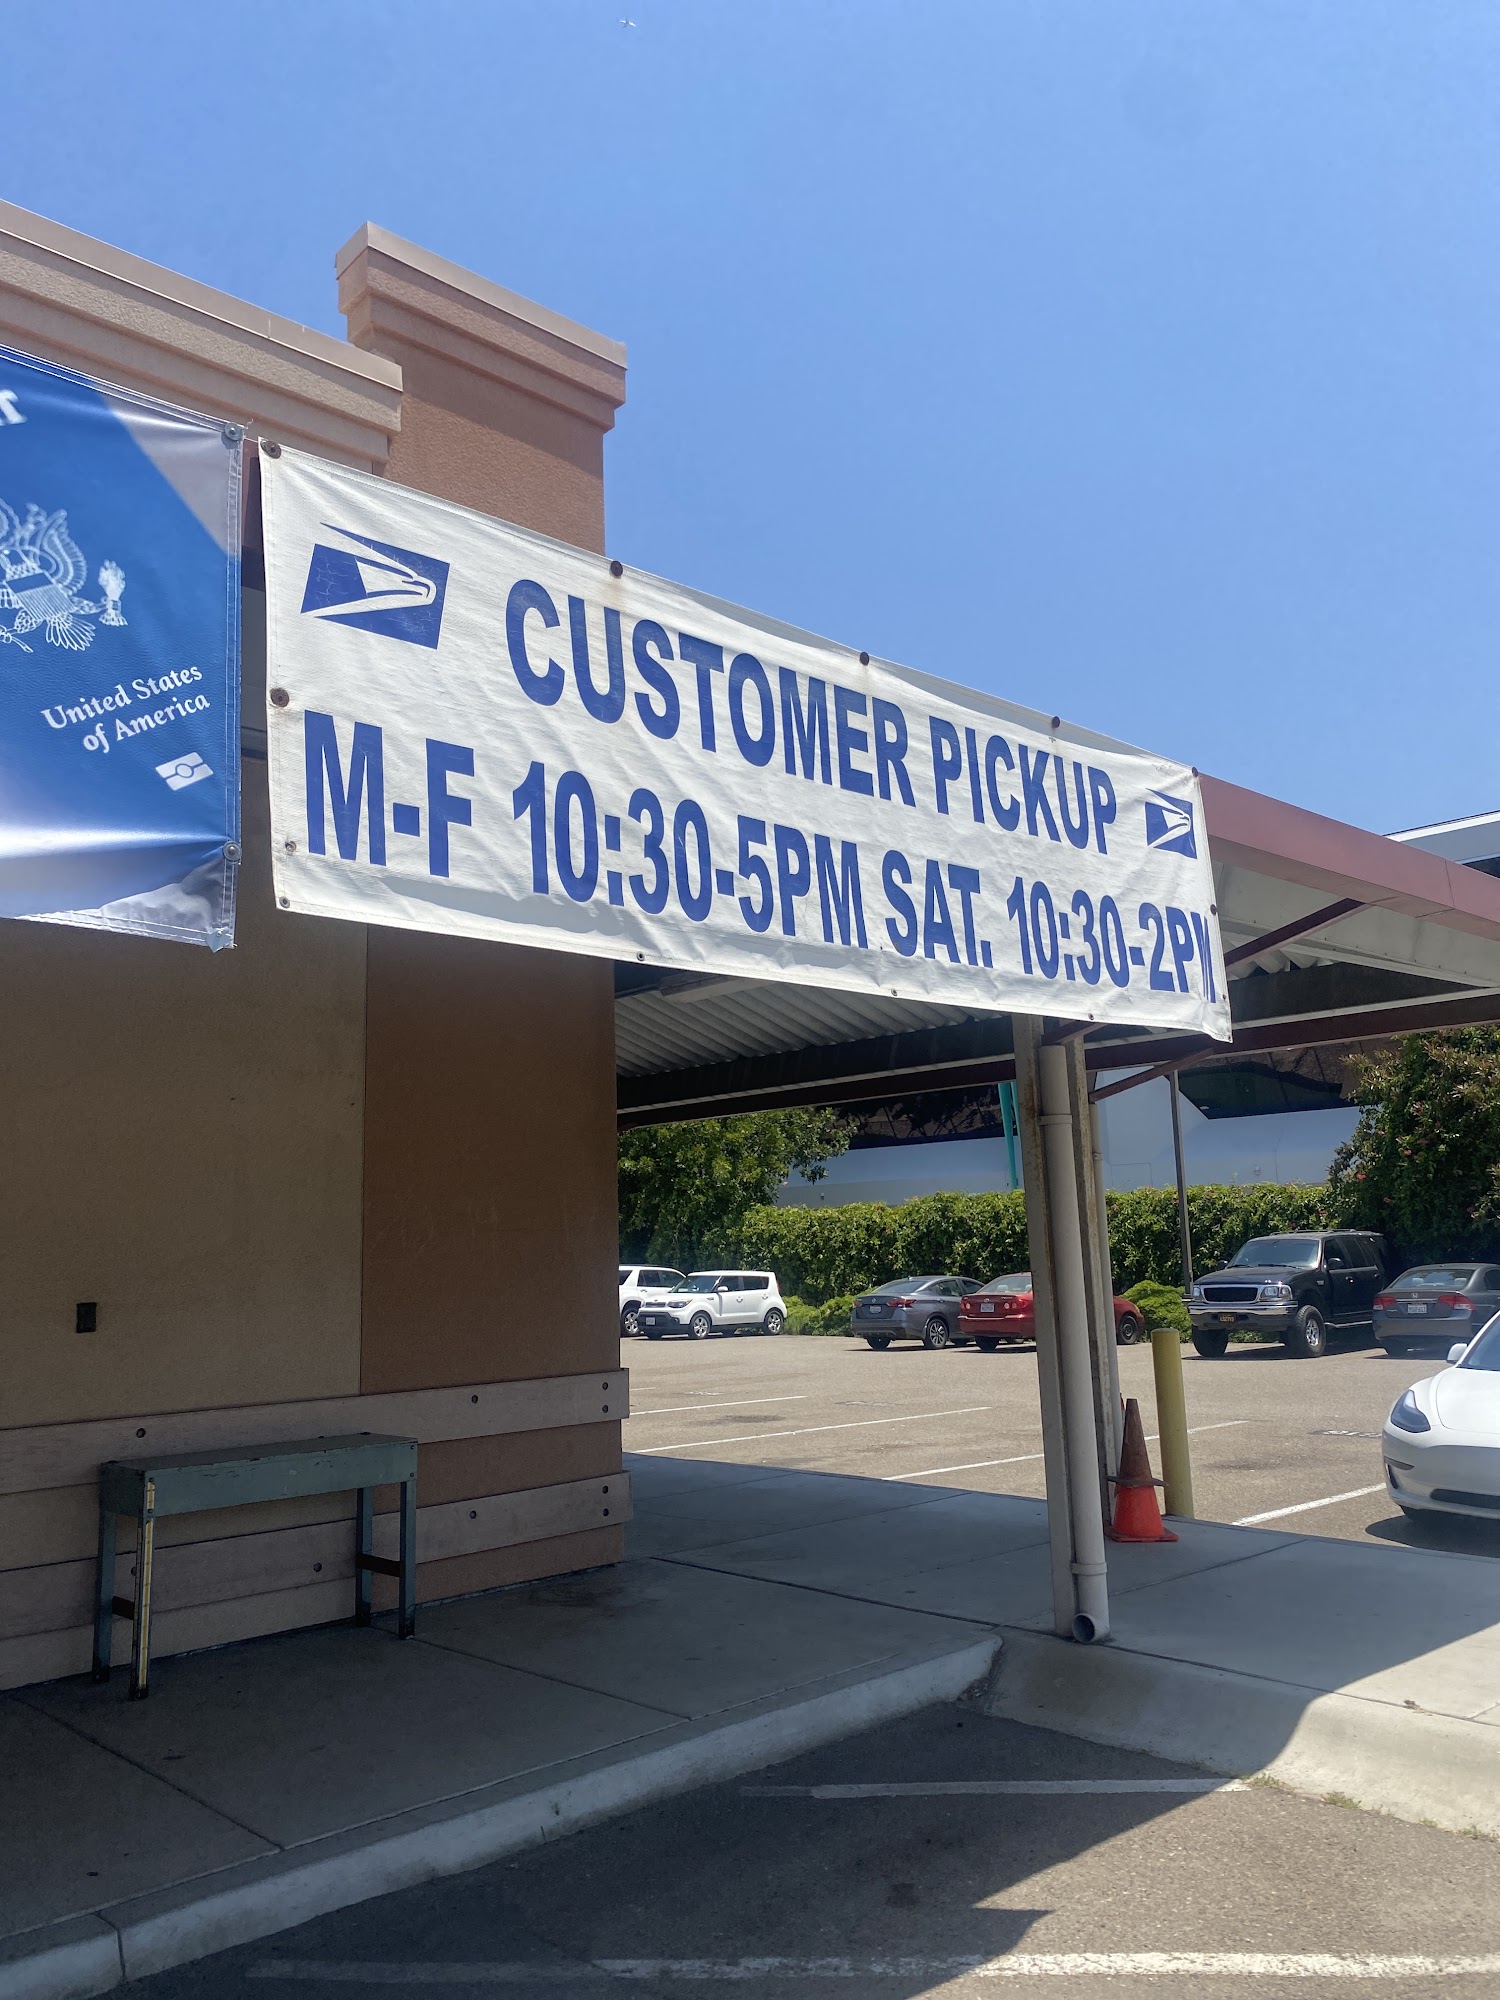 United States
of America
CUSTOMER PICKUP
M-F 10:30-5PM SAT. 10:30-2PM